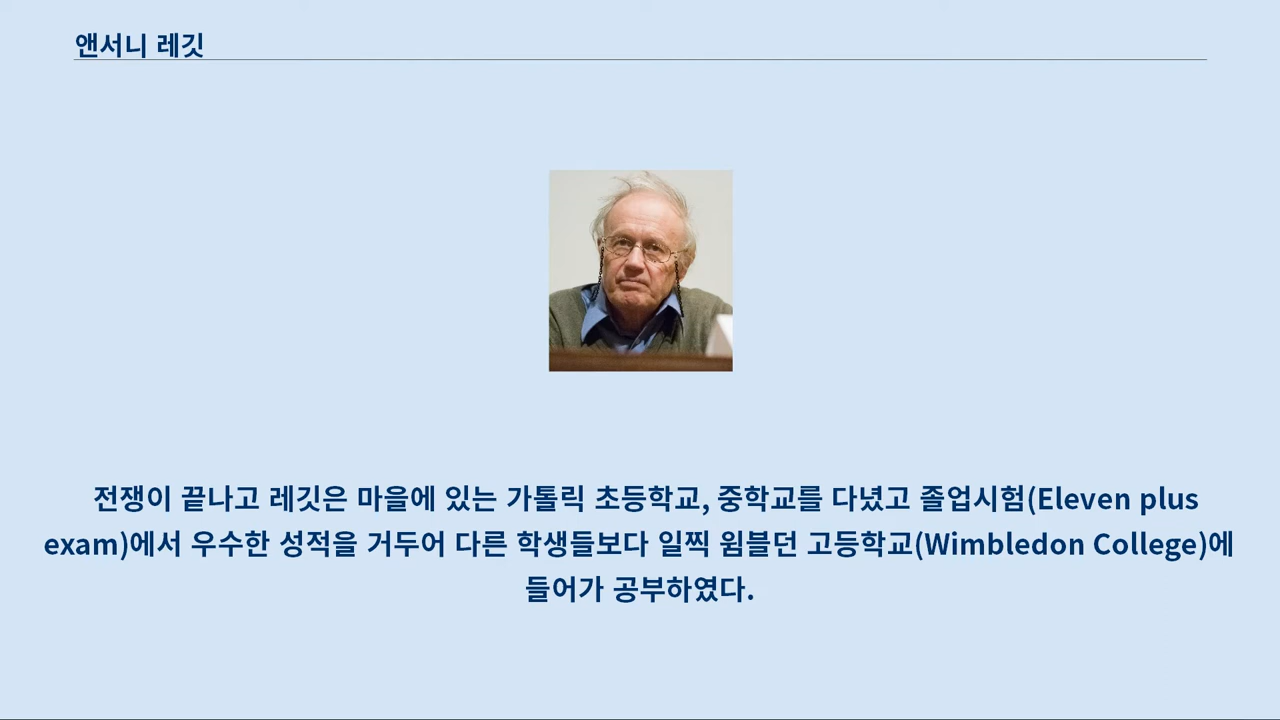 앤서니 레깃
전쟁이 끝나고 레깃은 마을에 있는 가톨릭 초등학교, 중학교를 다녔고 졸업시험(Eleven plus
exam)에서 우수한 성적을 거두어 다른 학생들보다 일찍 윔블던 고등학교(Wimbledon College)에
들어가 공부하였다.